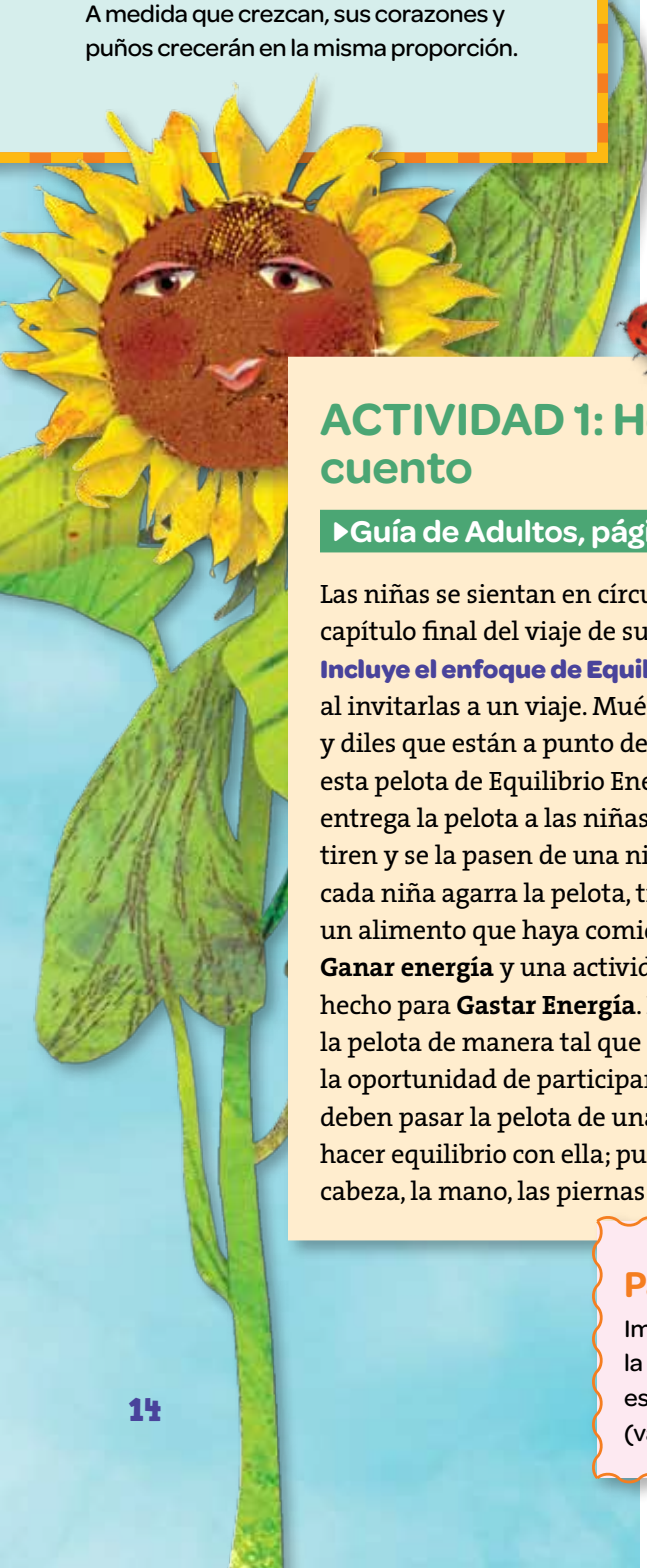 A medida que crezcan, sus corazones y
puños crecerán en la misma proporción.
ACTIVIDAD 1: H
cuento
Guía de Adultos, pági
Las niñas se sientan en círcu
capítulo final del viaje de su
Incluye el enfoque de Equil
al invitarlas a un viaje. Mué
y diles que están a punto de
esta pelota de Equilibrio Ene
entrega la pelota a las niñas
tiren y se la pasen de una ni
cada niña agarra la pelota, t
un alimento que haya comi
Ganar energía y una activid
hecho para Gastar Energía.
la pelota de manera tal que
la oportunidad de participar
deben pasar la pelota de una
hacer equilibrio con ella; pu
cabeza, la mano, las piernas
P
Im
la
es
(v
14